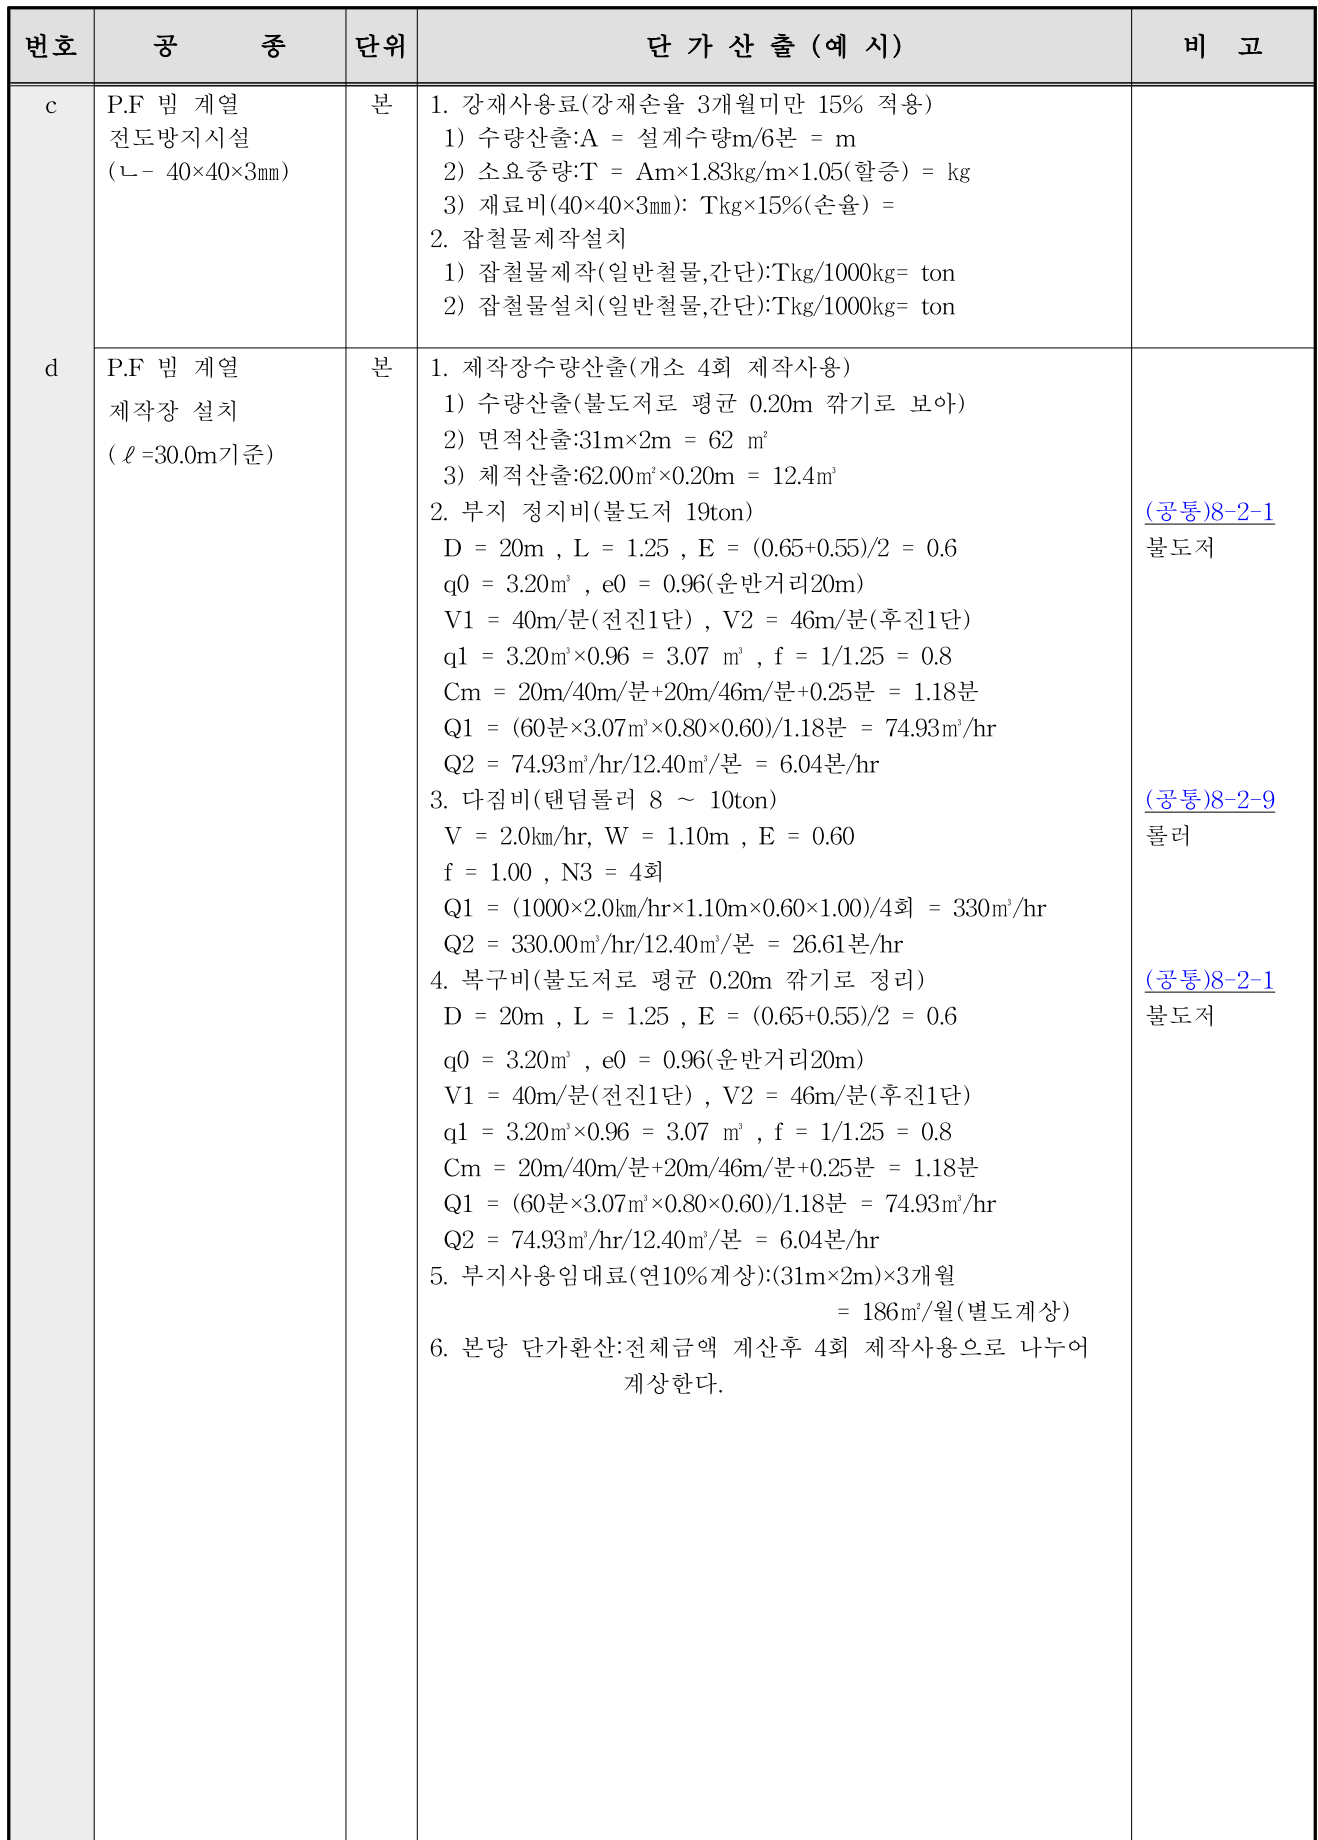 번호 공 종 단위 단 가 산 출 (예 시) 비 고
c P.F 빔 계열 본 1. 강재사용료(강재손율 3개월미만 15% 적용)
전도방지시설 1) 수량산출:A = 설계수량m/6본 = m
(ㄴ- 40×40×3㎜) 2) 소요중량:T = Am×1.83kg/m×1.05(할증) = kg
3) 재료비(40×40×3㎜): Tkg×15%(손율) =
2. 잡철물제작설치
1) 잡철물제작(일반철물,간단):Tkg/1000kg= ton
2) 잡철물설치(일반철물,간단):Tkg/1000kg= ton
d P.F 빔 계열 본 1. 제작장수량산출(개소 4회 제작사용)
제작장 설치 1) 수량산출(불도저로 평균 0.20m 깎기로 보아)
(ℓ=30.0m기준) 2) 면적산출:31m×2m = 62 ㎡
3) 체적산출:62.00㎡×0.20m = 12.4㎥
2. 부지 정지비(불도저 19ton) (공통)8-2-1
D = 20m , L = 1.25 , E = (0.65+0.55)/2 = 0.6 불도저
q0 = 3.20㎥ , e0 = 0.96(운반거리20m)
V1 = 40m/분(전진1단) , V2 = 46m/분(후진1단)
q1 = 3.20㎥×0.96 = 3.07 ㎥ , f = 1/1.25 = 0.8
Cm = 20m/40m/분+20m/46m/분+0.25분 = 1.18분
Q1 = (60분×3.07㎥×0.80×0.60)/1.18분 = 74.93㎥/hr
Q2 = 74.93㎥/hr/12.40㎥/본 = 6.04본/hr
3. 다짐비(탠덤롤러 8 ~ 10ton) (공통)8-2-9
V = 2.0㎞/hr, W = 1.10m , E = 0.60 롤러
f = 1.00 , N3 = 4회
Q1 = (1000×2.0㎞/hr×1.10m×0.60×1.00)/4회 = 330㎥/hr
Q2 = 330.00㎥/hr/12.40㎥/본 = 26.61본/hr
4. 복구비(불도저로 평균 0.20m 깎기로 정리) (공통)8-2-1
D = 20m , L = 1.25 , E = (0.65+0.55)/2 = 0.6 불도저
q0 = 3.20㎥ , e0 = 0.96(운반거리20m)
V1 = 40m/분(전진1단) , V2 = 46m/분(후진1단)
q1 = 3.20㎥×0.96 = 3.07 ㎥ , f = 1/1.25 = 0.8
Cm = 20m/40m/분+20m/46m/분+0.25분 = 1.18분
Q1 = (60분×3.07㎥×0.80×0.60)/1.18분 = 74.93㎥/hr
Q2 = 74.93㎥/hr/12.40㎥/본 = 6.04본/hr
5. 부지사용임대료(연10%계상):(31m×2m)×3개월
= 186㎡/월(별도계상)
6. 본당 단가환산:전체금액 계산후 4회 제작사용으로 나누어
계상한다.